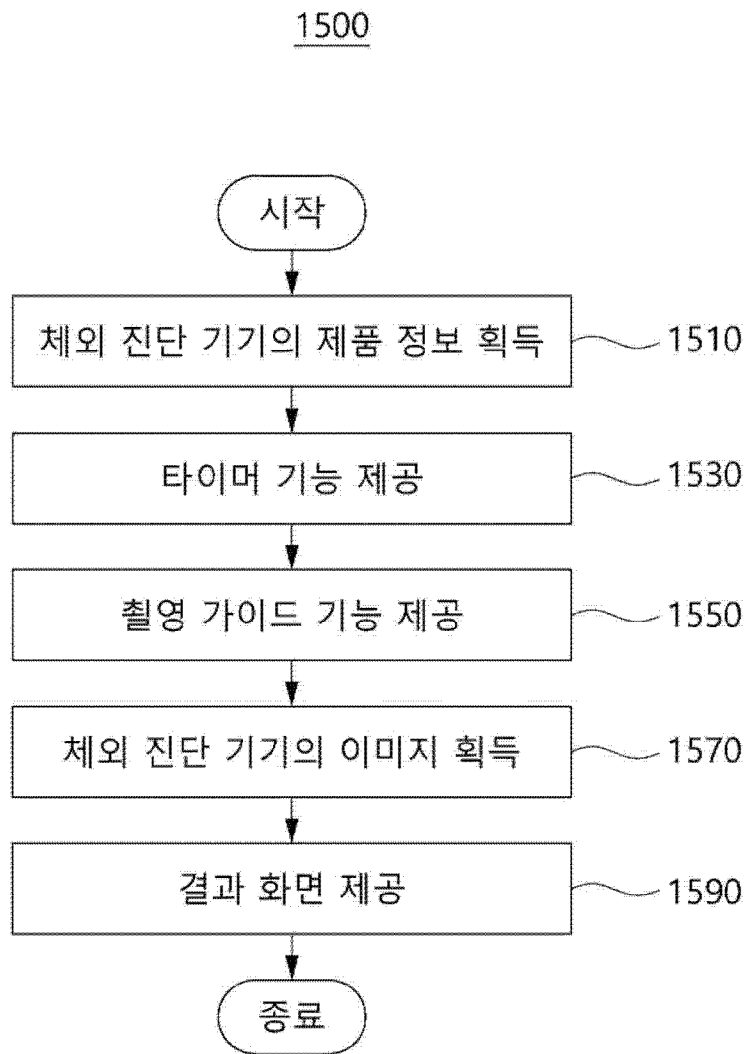 1500
시작
체외 진단 기기의 제품 정보 획득
1510
타이머 기능 제공
1530
촬영 가이드 기능 제공
1550
체외 진단 기기의 이미지 획득
1570
결과 화면 제공
1590
종료